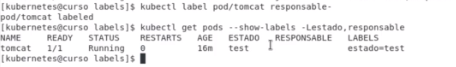 [kubernetes@curso labels]$ kubectl label pod/tomcat responsable-
pod/tomcat labeled
[kubernetes@curso labels]$ kubectl get pods --show-labels -Lestado,responsable
NAME READY STATUS RESTARTS AGE ESTADO RESPONSABLE LABELS
tomcat 1/1 Running 0 16m test estado=test
[kubernetes@curso labels]$